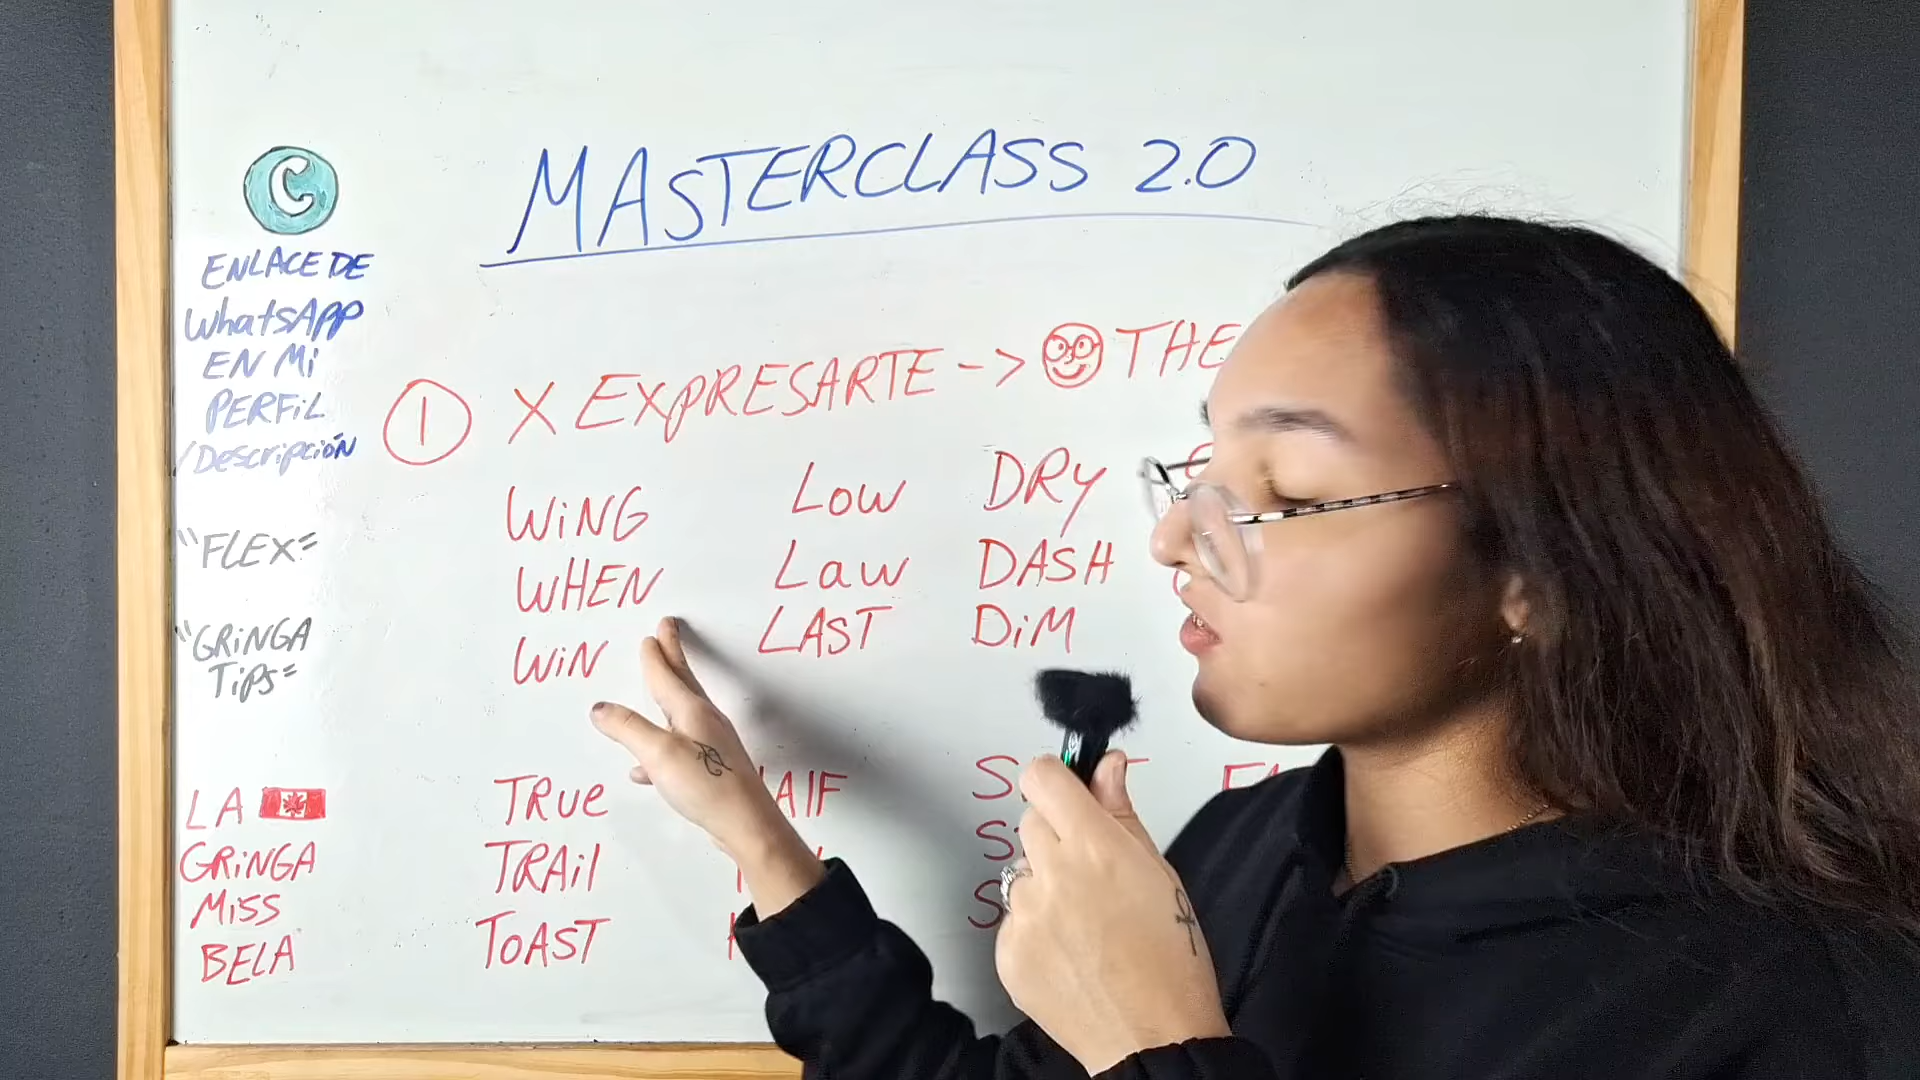 MASTERCLASS 2.0
C
ENLACE DE
WhatsApp
EN Mi
PERFiL
/Descripción
"FLEX"
"GRiNGA
Tips"
LA
GRiNGA
MiSS
BELA
1 X EXPRESARTE -> THE
WiNG
WHEN
WiN
Low
Law
LAST
DRY
DASH
DiM
TRUe
TRAil
TOAST